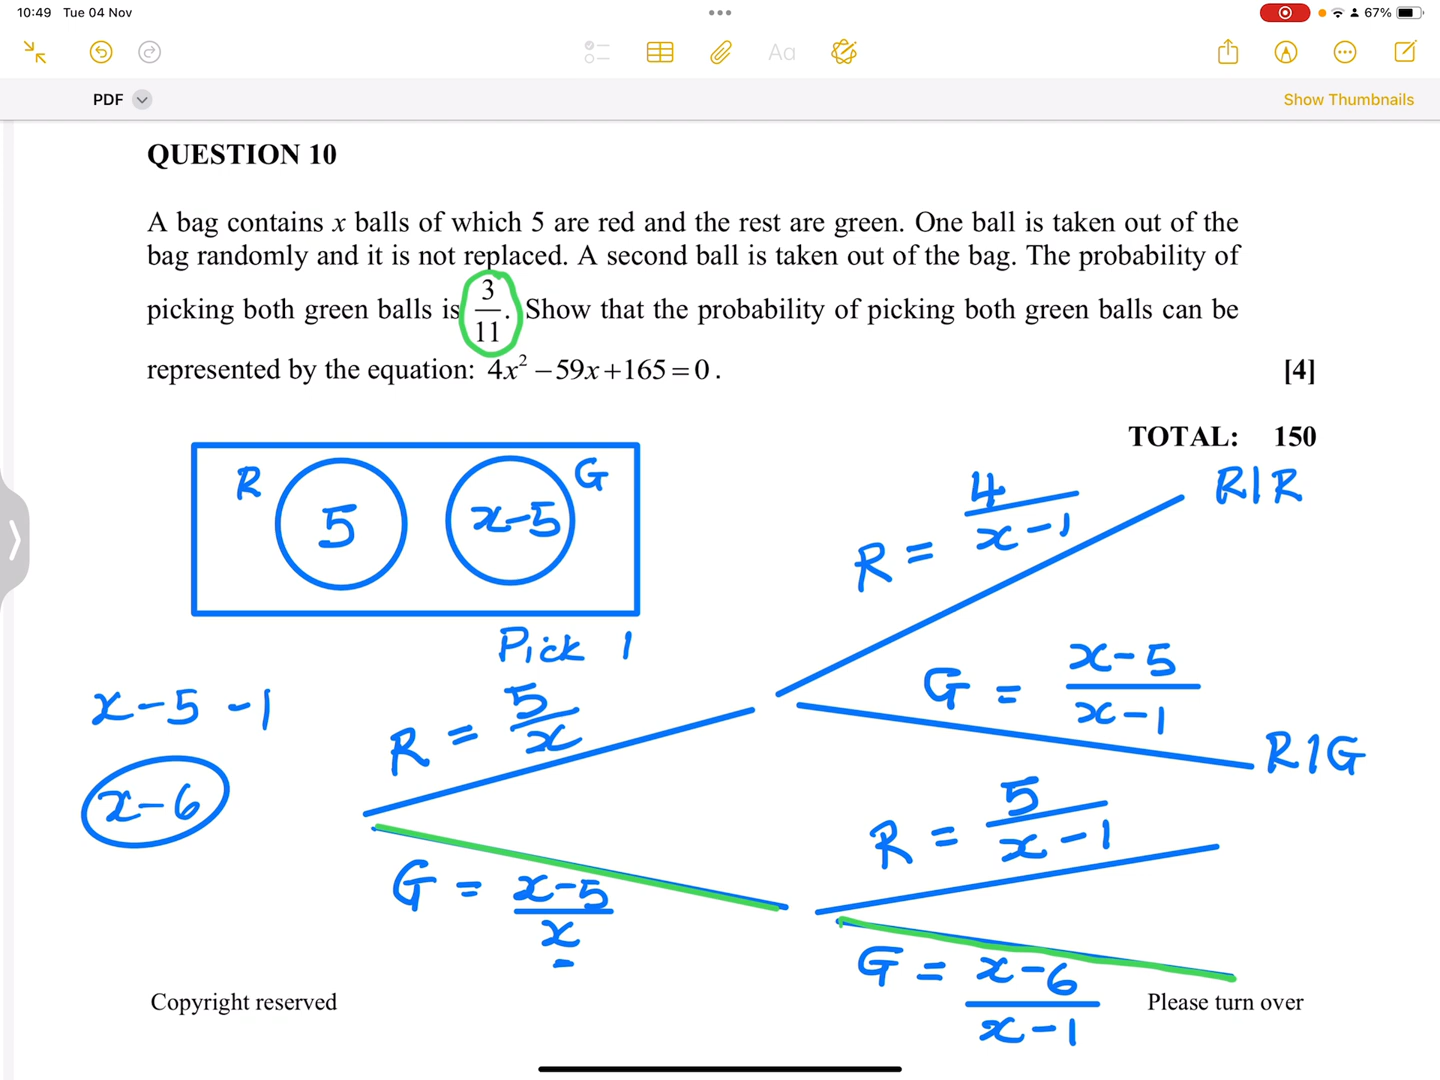 10:49 Tue 04 Nov
67%
Aa
PDF
Show Thumbnails
QUESTION 10
A bag contains x balls of which 5 are red and the rest are green. One ball is taken out of the
bag randomly and it is not replaced. A second ball is taken out of the bag. The probability of
picking both green balls is 3/11. Show that the probability of picking both green balls can be
represented by the equation: 4x² – 59x + 165 = 0.
[4]
TOTAL: 150
R 5 x-5 G
Pick 1
x-5-1
x-6
R = 5/x
G = (x-5)/x
R = 4/(x-1)
R|R
G = (x-5)/(x-1)
R|G
R = 5/(x-1)
G = (x-6)/(x-1)
Copyright reserved
Please turn over